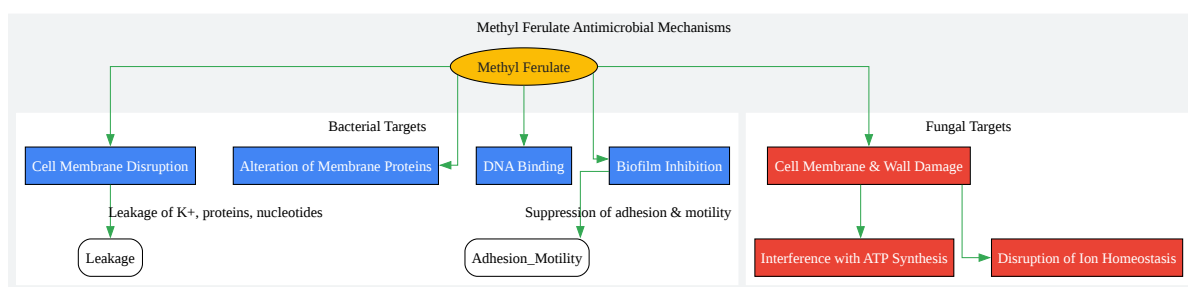 Methyl Ferulate Antimicrobial Mechanisms
Methyl Ferulate
Bacterial Targets
Fungal Targets
Cell Membrane Disruption
Alteration of Membrane Proteins
DNA Binding
Biofilm Inhibition
Cell Membrane & Wall Damage
Leakage of K+, proteins, nucleotides
Suppression of adhesion & motility
Leakage
Adhesion_Motility
Interference with ATP Synthesis
Disruption of Ion Homeostasis